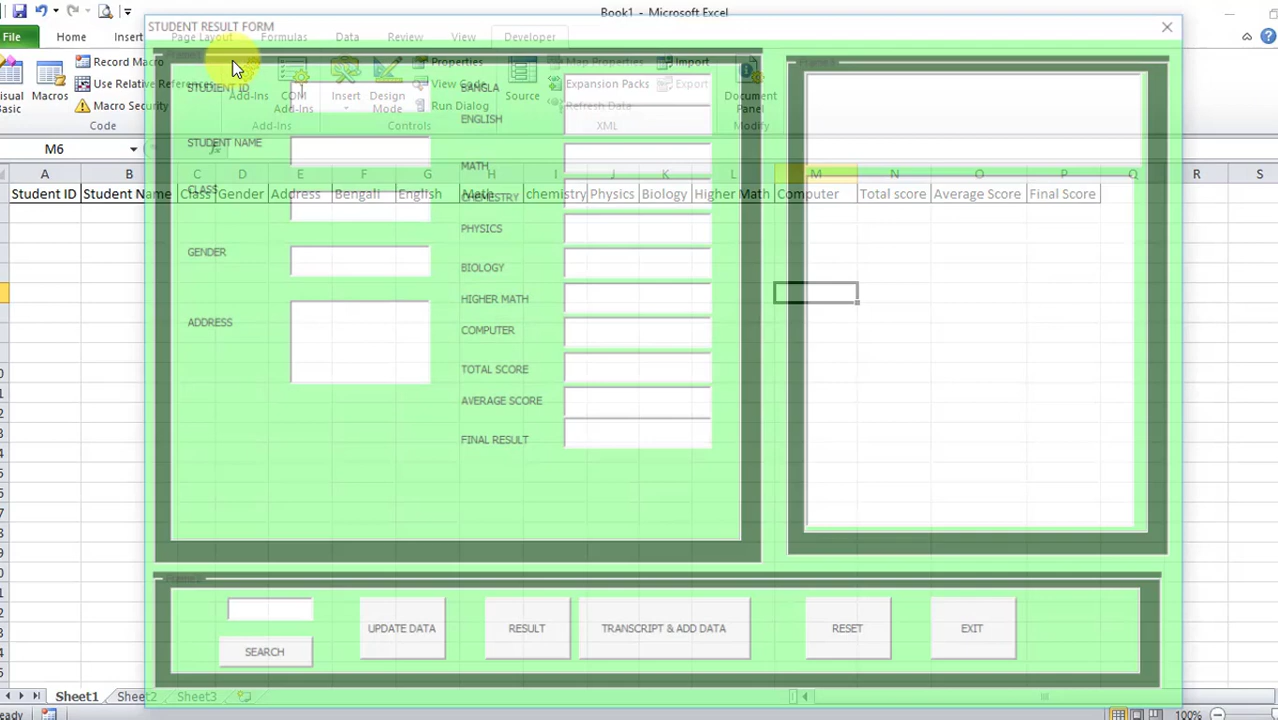 Book1 - Microsoft Excel
STUDENT RESULT FORM
File Home Insert Page Layout Formulas Data Review View Developer
Record Macro
Use Relative References
Macro Security
Macros
Code
Add-Ins
COM Add-Ins
Add-Ins
Insert
Design Mode
Properties
View Code
Run Dialog
Controls
Source
Map Properties
Expansion Packs
Refresh Data
Import
Export
XML
Document Panel
Modify
M6
fx
A B C D E F G H I J K L M N O P Q R S
Student ID Student Name Class Gender Address Bengali English Math chemistry Physics Biology Higher Math Computer Total score Average Score Final Score
STUDIENT ID
STUDENT NAME
CLASS
GENDER
ADDRESS
BANGLA
ENGLISH
MATH
CHEMISTRY
PHYSICS
BIOLOGY
HIGHER MATH
COMPUTER
TOTAL SCORE
AVERAGE SCORE
FINAL RESULT
SEARCH
UPDATE DATA
RESULT
TRANSCRIPT & ADD DATA
RESET
EXIT
Sheet1 Sheet2 Sheet3
100%